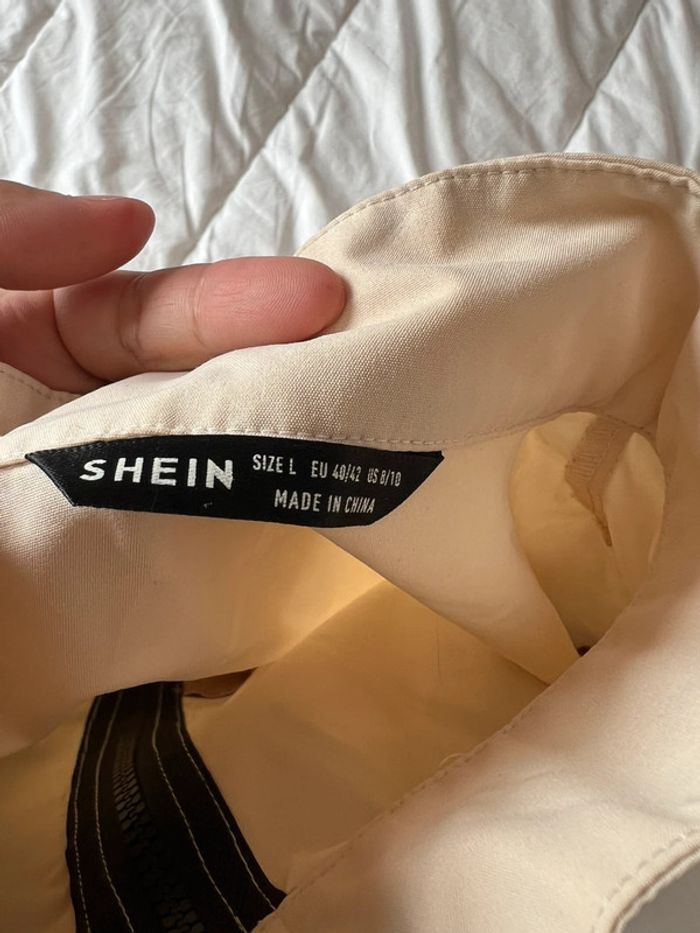 SHEIN
SIZE L EU 40/42 US 8/10
MADE IN CHINA